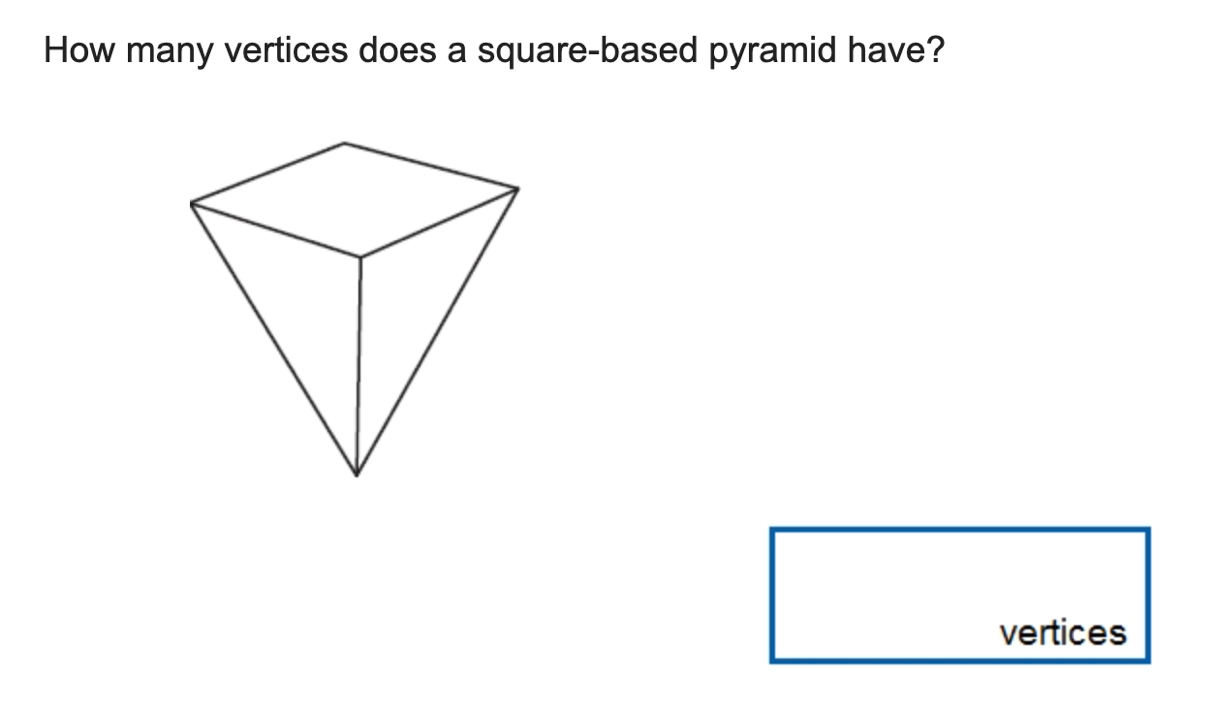 How many vertices does a square-based pyramid have?
vertices